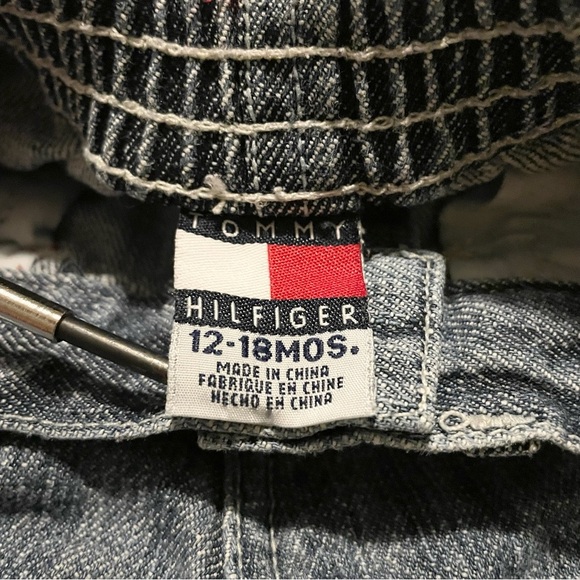 TOMMY
HILFIGER
12-18MOS.
MADE IN CHINA
FABRIQUE EN CHINE
HECHO EN CHINA